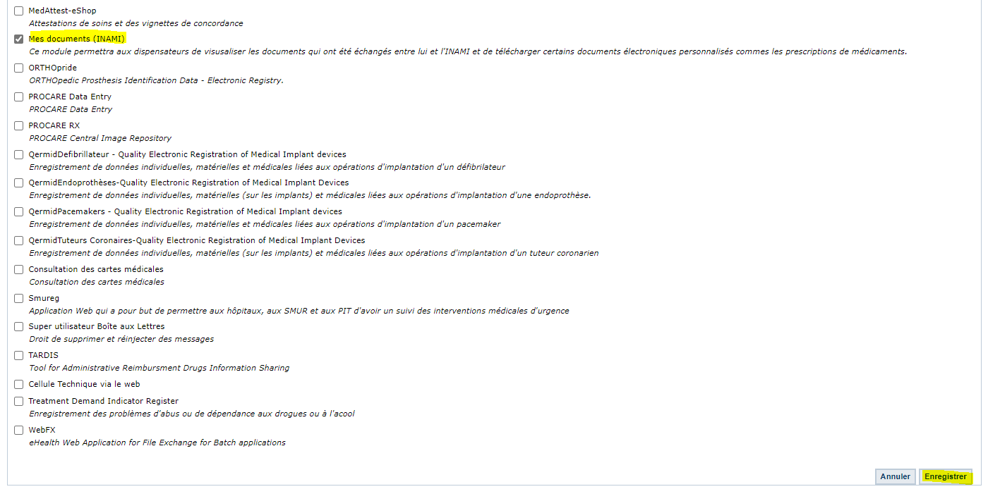 MedAttest-eShop
Attestations de soins et des vignettes de concordance
Mes documents (INAMI)
Ce module permettra aux dispensateurs de visusaliser les documents qui ont été échangés entre lui et l'INAMI et de télécharger certains documents électroniques personnalisés commes les prescriptions de médicaments.
ORTHOpride
ORTHOpedic Prosthesis Identification Data - Electronic Registry.
PROCARE Data Entry
PROCARE Data Entry
PROCARE RX
PROCARE Central Image Repository
QermidDefibrillateur - Quality Electronic Registration of Medical Implant devices
Enregistrement de données individuelles, matérielles et médicales liées aux opérations d'implantation d'un défibrilateur
QermidEndoprothèses-Quality Electronic Registration of Medical Implant Devices
Enregistrement de données individuelles, matérielles (sur les implants) et médicales liées aux opérations d'implantation d'une endoprothèse.
QermidPacemakers - Quality Electronic Registration of Medical Implant devices
Enregistrement de données individuelles, matérielles et médicales liées aux opérations d'implantation d'un pacemaker
QermidTuteurs Coronaires-Quality Electronic Registration of Medical Implant Devices
Enregistrement de données individuelles, matérielles (sur les implants) et médicales liées aux opérations d'implantation d'un tuteur coronarien
Consultation des cartes médicales
Consultation des cartes médicales
Smureg
Application Web qui a pour but de permettre aux hôpitaux, aux SMUR et aux PIT d'avoir un suivi des interventions médicales d'urgence
Super utilisateur Boîte aux Lettres
Droit de supprimer et réinjecter des messages
TARDIS
Tool for Administrative Reimbursment Drugs Information Sharing
Cellule Technique via le web
Treatment Demand Indicator Register
Enregistrement des problèmes d'abus ou de dépendance aux drogues ou à l'acool
WebFX
eHealth Web Application for File Exchange for Batch applications
Annuler Enregistrer